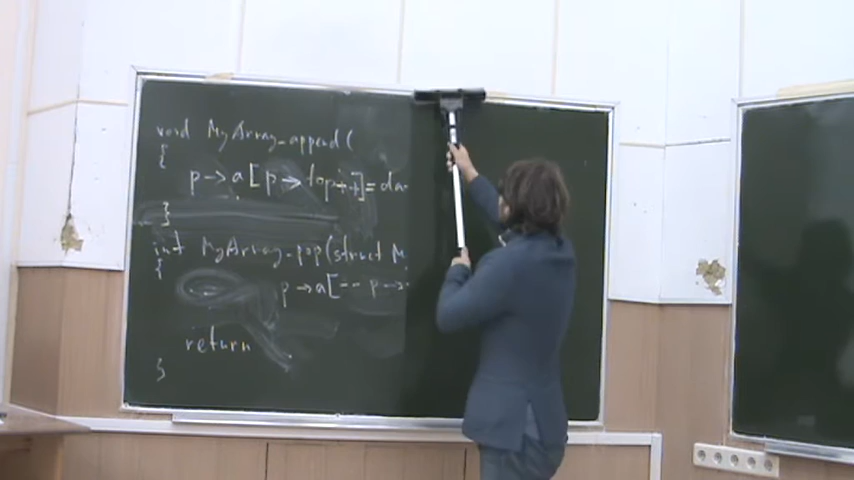 void MyArray_append(
{
p->a[p->top++]=da
}
int MyArray_pop(struct M
{
p->a[--p->
return
}